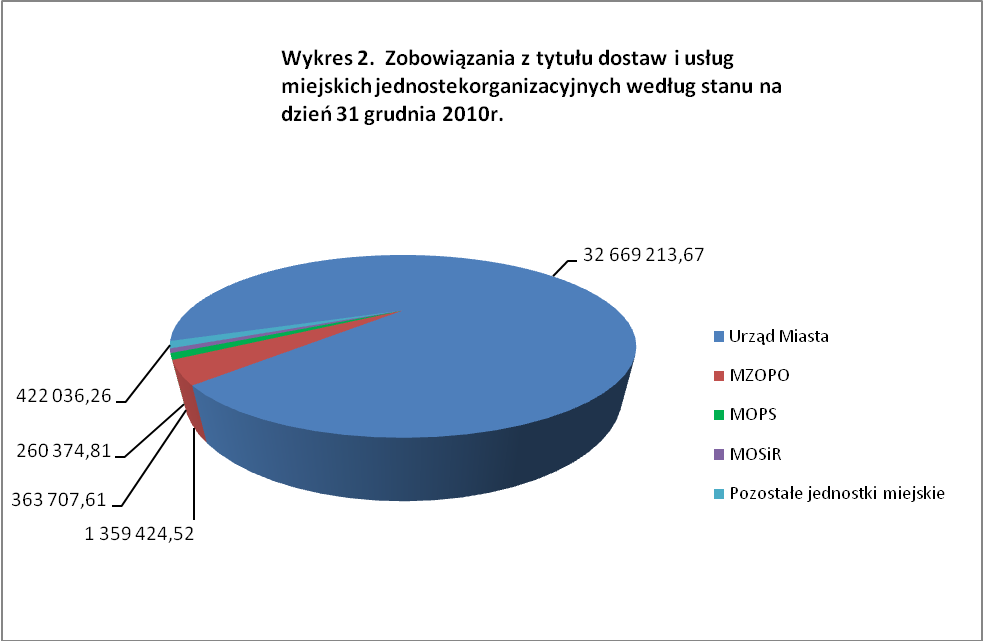 Wykres 2. Zobowiązania z tytułu dostaw i usług
miejskich jednostekorganizacyjnych według stanu na
dzień 31 grudnia 2010r.
32 669 213,67
422 036,26
260 374,81
363 707,61
1 359 424,52
Urząd Miasta
MZOPO
MOPS
MOSiR
Pozostałe jednostki miejskie